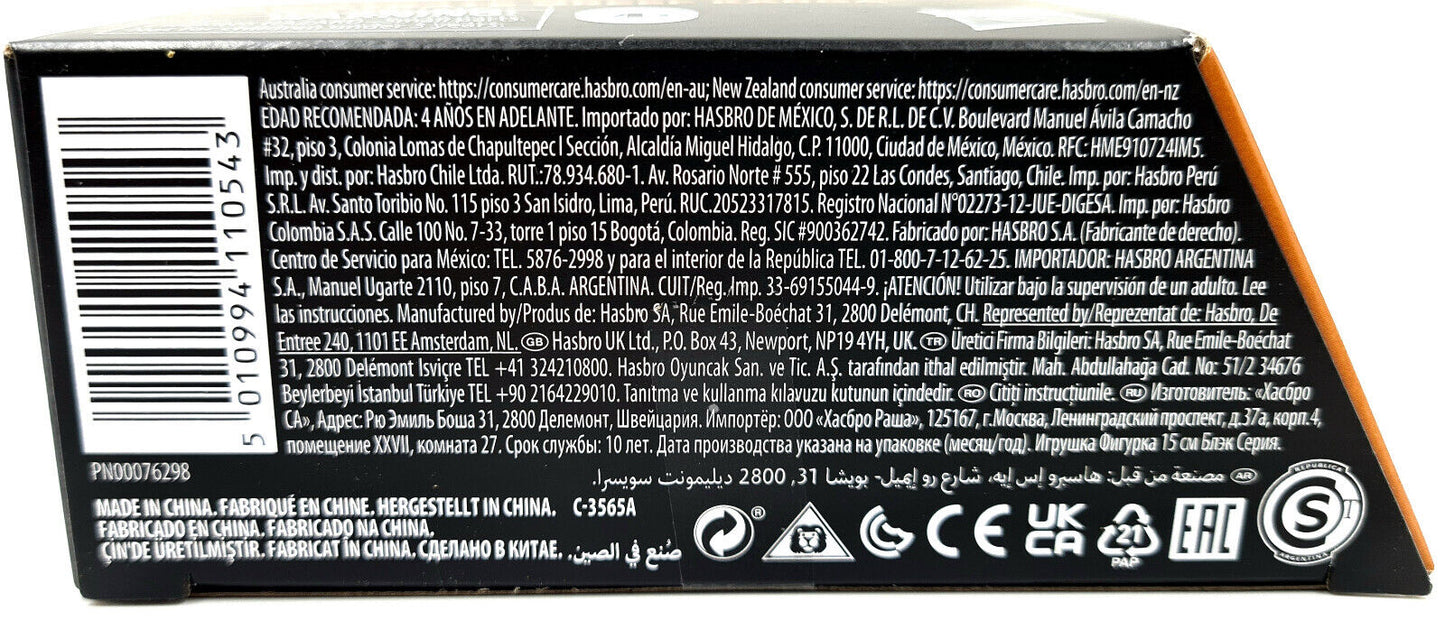 Australia consumer service: https://consumercare.hasbro.com/en-au; New Zealand consumer service: https://consumercare.hasbro.com/en-nz
EDAD RECOMENDADA: 4 AÑOS EN ADELANTE. Importado por: HASBRO DE MÉXICO, S. DE R.L. DE C.V. Boulevard Manuel Ávila Camacho
#32, piso 3, Colonia Lomas de Chapultepec I Sección, Alcaldía Miguel Hidalgo, C.P. 11000, Ciudad de México, México. RFC: HME910724IM5.
Imp. y dist. por: Hasbro Chile Ltda. RUT.:78.934.680-1. Av. Rosario Norte # 555, piso 22 Las Condes, Santiago, Chile. Imp. por: Hasbro Perú
S.R.L. Av. Santo Toribio No. 115 piso 3 San Isidro, Lima, Perú. RUC.20523317815. Registro Nacional N°02273-12-JUE-DIGESA. Imp. por: Hasbro
Colombia S.A.S. Calle 100 No. 7-33, torre 1 piso 15 Bogotá, Colombia. Reg. SIC #900362742. Fabricado por: HASBRO S.A. (Fabricante de derecho).
Centro de Servicio para México: TEL. 5876-2998 y para el interior de la República TEL. 01-800-7-12-62-25. IMPORTADOR: HASBRO ARGENTINA
S.A., Manuel Ugarte 2110, piso 7, C.A.B.A. ARGENTINA. CUIT/Reg. Imp. 33-69155044-9. ¡ATENCIÓN! Utilizar bajo la supervisión de un adulto. Lee
las instrucciones. Manufactured by/Produs de: Hasbro SA, Rue Emile-Boéchat 31, 2800 Delémont, CH. Represented by/Reprezentat de: Hasbro, De
Entree 240, 1101 EE Amsterdam, NL. GB Hasbro UK Ltd., P.O. Box 43, Newport, NP19 4YH, UK. TR Üretici Firma Bilgileri: Hasbro SA, Rue Emile-Boéchat
31, 2800 Delémont İsviçre TEL +41 324210800. Hasbro Oyuncak San. ve Tic. A.Ş. tarafından ithal edilmiştir. Mah. Abdullahağa Cad. No: 51/2 34676
Beylerbeyi İstanbul Türkiye TEL +90 2164229010. Tanıtma ve kullanma kılavuzu kutunun içindedir. RO Citiți instrucțiunile. RU Изготовитель: «Хасбро
СА», Адрес: Рю Эмиль Боша 31, 2800 Делемонт, Швейцария. Импортёр: ООО «Хасбро Раша», 125167, г. Москва, Ленинградский проспект, д.37а, корп. 4,
помещение XXVII, комната 27. Срок службы: 10 лет. Дата производства указана на упаковке (месяц/год). Игрушка Фигурка 15 см Блэк Серия.
AR مصنعة من قبل: هاسبرو إس إيه، شارع رو إيميل- بويشا 31, 2800 ديليمونت سويسرا.
5 010994 110543
PN00076298
MADE IN CHINA. FABRIQUÉ EN CHINE. HERGESTELLT IN CHINA. C-3565A
FABRICADO EN CHINA. FABRICADO NA CHINA.
ÇİN'DE ÜRETİLMİŞTİR. FABRICAT ÎN CHINA. СДЕЛАНО В КИТАЕ. صُنع في الصين.
®
CE
UK
CA
21
PAP
EAC
REPUBLICA
S
ARGENTINA